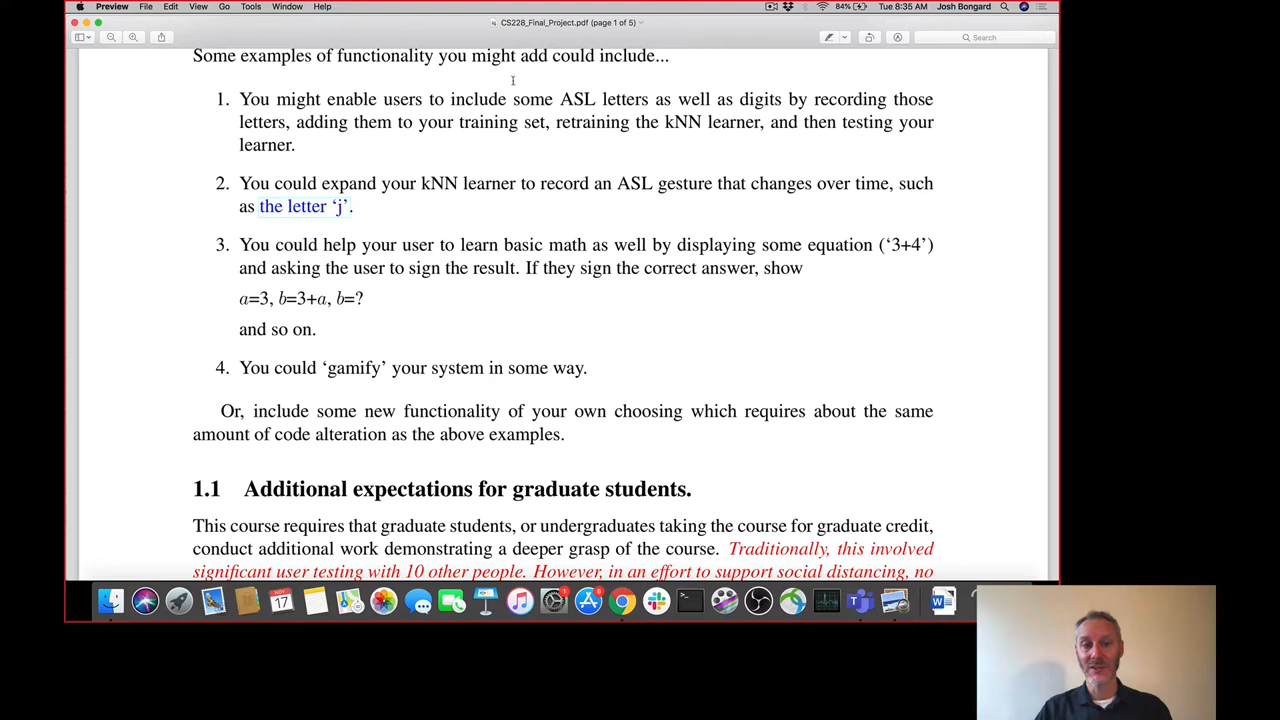 Preview File Edit View Go Tools Window Help 84% Tue 8:35 AM Josh Bongard
CS228_Final_Project.pdf (page 1 of 5)
Search
Some examples of functionality you might add could include...
1. You might enable users to include some ASL letters as well as digits by recording those
letters, adding them to your training set, retraining the kNN learner, and then testing your
learner.
2. You could expand your kNN learner to record an ASL gesture that changes over time, such
as the letter ‘j’.
3. You could help your user to learn basic math as well by displaying some equation (‘3+4’)
and asking the user to sign the result. If they sign the correct answer, show
a=3, b=3+a, b=?
and so on.
4. You could ‘gamify’ your system in some way.
Or, include some new functionality of your own choosing which requires about the same
amount of code alteration as the above examples.
1.1 Additional expectations for graduate students.
This course requires that graduate students, or undergraduates taking the course for graduate credit,
conduct additional work demonstrating a deeper grasp of the course. Traditionally, this involved
significant user testing with 10 other people. However, in an effort to support social distancing, no
NOV
17
1
6
W